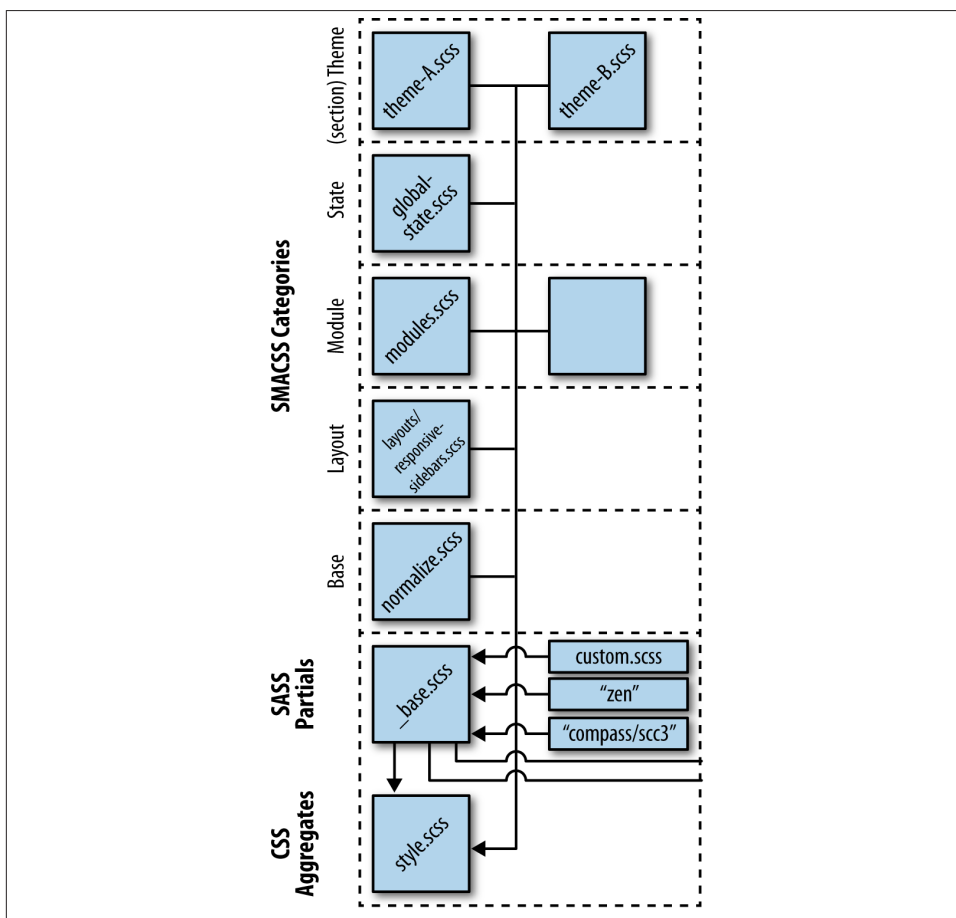 SMACSS Categories
(section) Theme
theme-A.scss
theme-B.scss
State
global-
state.scss
Module
modules.scss
Layout
layouts/
responsive-
sidebars.scss
Base
normalize.scss
SASS
Partials
_base.scss
custom.scss
“zen”
“compass/scc3”
CSS
Aggregates
style.scss